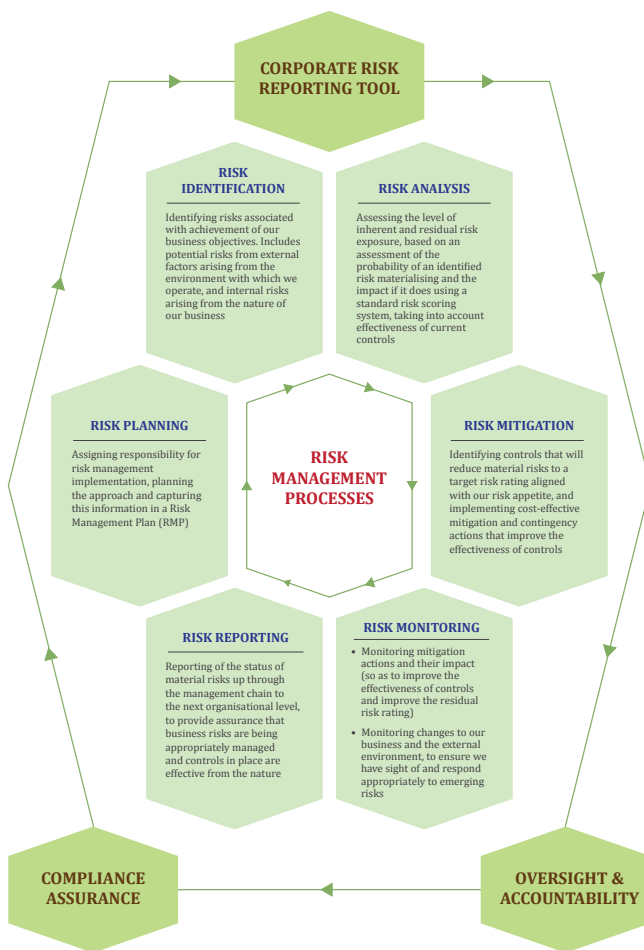 CORPORATE RISK
REPORTING TOOL
RISK
IDENTIFICATION
Identifying risks associated
with achievement of our
business objectives. Includes
potential risks from external
factors arising from the
environment with which we
operate, and internal risks
arising from the nature of
our business
RISK ANALYSIS
Assessing the level of
inherent and residual risk
exposure, based on an
assessment of the
probability of an identified
risk materialising and the
impact if it does using a
standard risk scoring
system, taking into account
effectiveness of current
controls
RISK PLANNING
Assigning responsibility for
risk management
implementation, planning
the approach and capturing
this information in a Risk
Management Plan (RMP)
RISK
MANAGEMENT
PROCESSES
RISK MITIGATION
Identifying controls that will
reduce material risks to a
target risk rating aligned
with our risk appetite, and
implementing cost-effective
mitigation and contingency
actions that improve the
effectiveness of controls
RISK REPORTING
Reporting of the status of
material risks up through
the management chain to
the next organisational level,
to provide assurance that
business risks are being
appropriately managed
and controls in place are
effective from the nature
RISK MONITORING
• Monitoring mitigation
actions and their impact
(so as to improve the
effectiveness of controls
and improve the residual
risk rating)
• Monitoring changes to our
business and the external
environment, to ensure we
have sight of and respond
appropriately to emerging
risks
COMPLIANCE
ASSURANCE
OVERSIGHT &
ACCOUNTABILITY